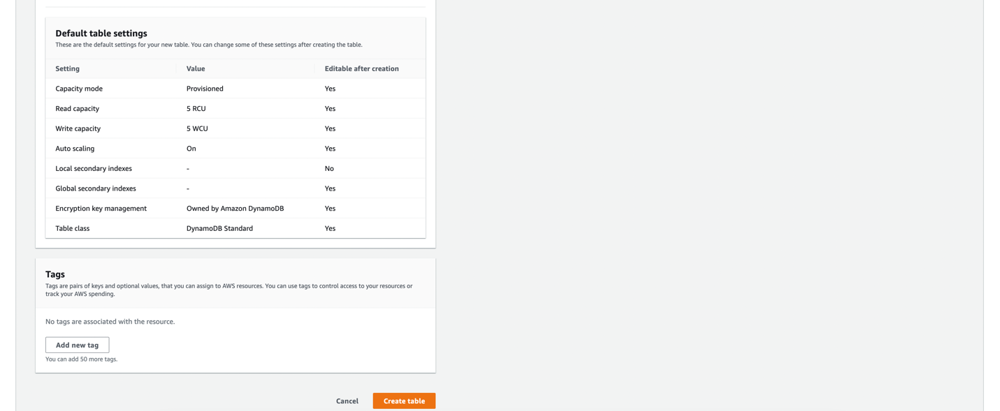 Default table settings
These are the default settings for your new table. You can change some of these settings after creating the table.
Setting Value Editable after creation
Capacity mode Provisioned Yes
Read capacity 5 RCU Yes
Write capacity 5 WCU Yes
Auto scaling On Yes
Local secondary indexes - No
Global secondary indexes - Yes
Encryption key management Owned by Amazon DynamoDB Yes
Table class DynamoDB Standard Yes
Tags
Tags are pairs of keys and optional values, that you can assign to AWS resources. You can use tags to control access to your resources or
track your AWS spending.
No tags are associated with the resource.
Add new tag
You can add 50 more tags.
Cancel Create table